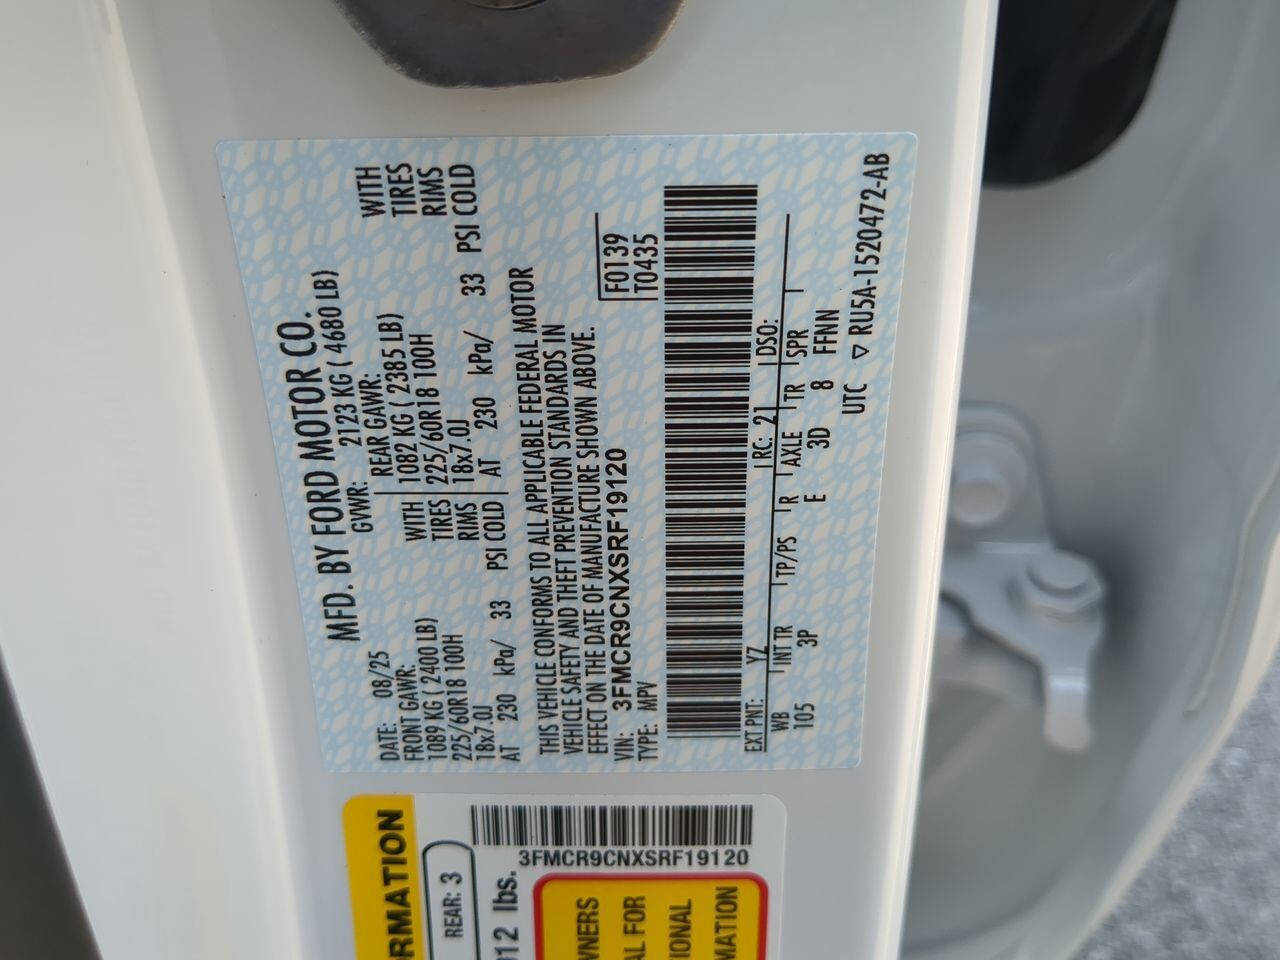 MFD. BY FORD MOTOR CO.
DATE: 08/25 GVWR: 2123 KG ( 4680 LB)
FRONT GAWR: REAR GAWR:
1089 KG ( 2400 LB) WITH 1082 KG ( 2385 LB) WITH
225/60R18 100H TIRES 225/60R18 100H TIRES
18x7.0J RIMS 18x7.0J RIMS
AT 230 kPa/ 33 PSI COLD AT 230 kPa/ 33 PSI COLD
THIS VEHICLE CONFORMS TO ALL APPLICABLE FEDERAL MOTOR
VEHICLE SAFETY AND THEFT PREVENTION STANDARDS IN
EFFECT ON THE DATE OF MANUFACTURE SHOWN ABOVE.
VIN: 3FMCR9CNXSRF19120 F0139
TYPE: MPV T0435
EXT PNT: YZ RC: 21 DSO:
WB INT TR TP/PS R AXLE TR SPR
105 3P E 3D 8 FFNN
UTC ▽ RU5A-1520472-AB
RMATION
REAR: 3
912 lbs.
3FMCR9CNXSRF19120
WNERS
AL FOR
IONAL
MATION